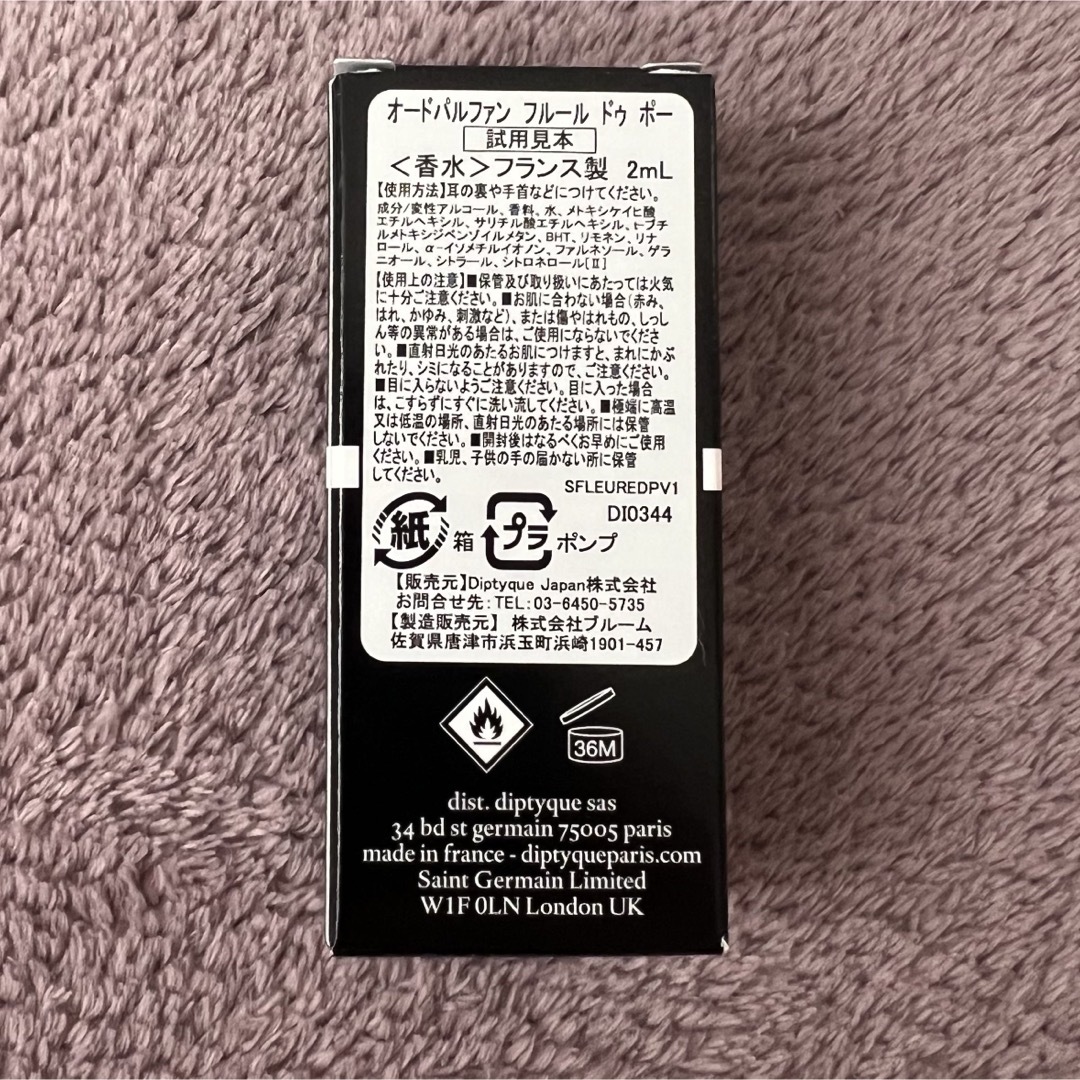 オードパルファン フルール ドゥ ポー
試用見本
＜香水＞フランス製 2mL
【使用方法】耳の裏や手首などにつけてください。
成分/変性アルコール、香料、水、メトキシケイヒ酸
エチルヘキシル、サリチル酸エチルヘキシル、t-ブチ
ルメトキシジベンゾイルメタン、BHT、リモネン、リナ
ロール、α-イソメチルイオノン、ファルネソール、ゲラ
ニオール、シトラール、シトロネロール[Ⅱ]
【使用上の注意】■保管及び取り扱いにあたっては火気
に十分ご注意ください。■お肌に合わない場合(赤み、
はれ、かゆみ、刺激など)、または傷やはれもの、しっし
ん等の異常がある場合は、ご使用にならないでくださ
い。■直射日光のあたるお肌につけますと、まれにかぶ
れたり、シミになることがありますので、ご注意ください。
■目に入らないようご注意ください。目に入った場合
は、こすらずにすぐに洗い流してください。■極端に高温
又は低温の場所、直射日光のあたる場所には保管
しないでください。■開封後はなるべくお早めにご使用
ください。■乳児、子供の手の届かない所に保管
してください。
SFLEUREDPV1
DI0344
紙 箱 プラ ポンプ
【販売元】Diptyque Japan株式会社
お問合せ先:TEL:03-6450-5735
【製造販売元】 株式会社ブルーム
佐賀県唐津市浜玉町浜崎1901-457
36M
dist. diptyque sas
34 bd st germain 75005 paris
made in france - diptyqueparis.com
Saint Germain Limited
W1F 0LN London UK